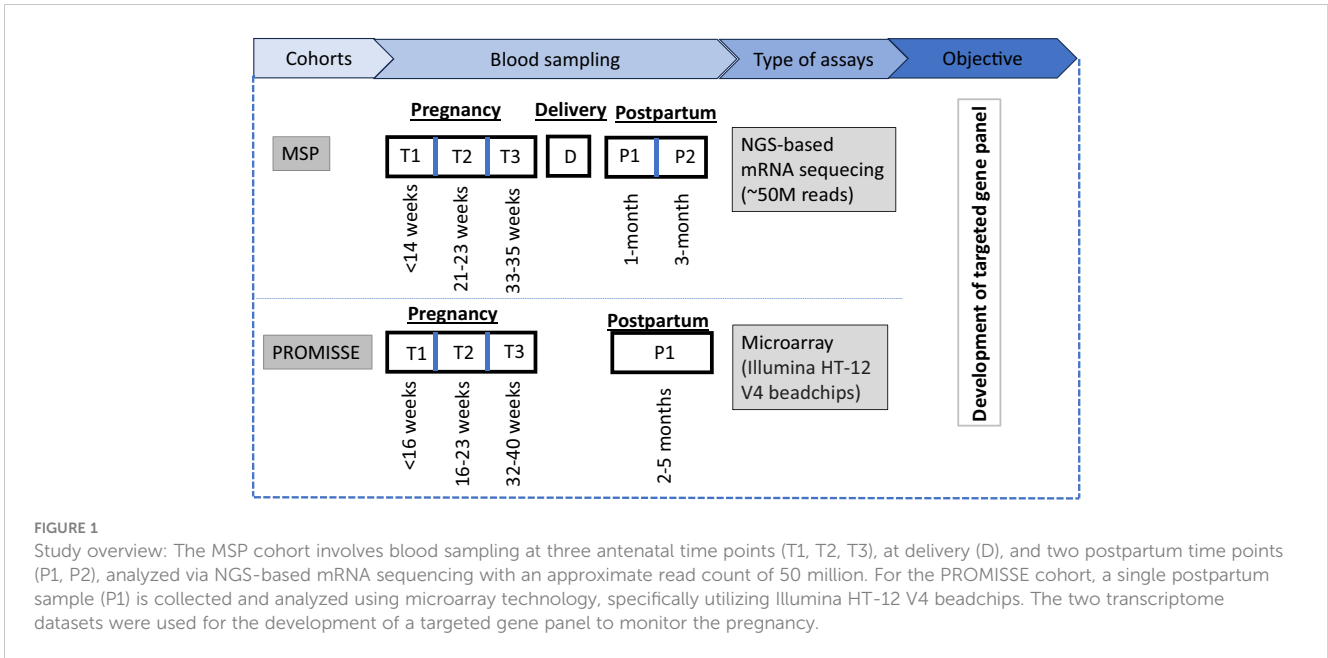 Cohorts
Blood sampling
Type of assays
Objective
Pregnancy
Delivery
Postpartum
MSP
T1
T2
T3
D
P1
P2
<14 weeks
21-23 weeks
33-35 weeks
1-month
3-month
NGS-based
mRNA sequecing
(~50M reads)
Pregnancy
Postpartum
PROMISSE
T1
T2
T3
P1
<16 weeks
16-23 weeks
32-40 weeks
2-5 months
Microarray
(Illumina HT-12
V4 beadchips)
Development of targeted gene panel
FIGURE 1
Study overview: The MSP cohort involves blood sampling at three antenatal time points (T1, T2, T3), at delivery (D), and two postpartum time points
(P1, P2), analyzed via NGS-based mRNA sequencing with an approximate read count of 50 million. For the PROMISSE cohort, a single postpartum
sample (P1) is collected and analyzed using microarray technology, specifically utilizing Illumina HT-12 V4 beadchips. The two transcriptome
datasets were used for the development of a targeted gene panel to monitor the pregnancy.